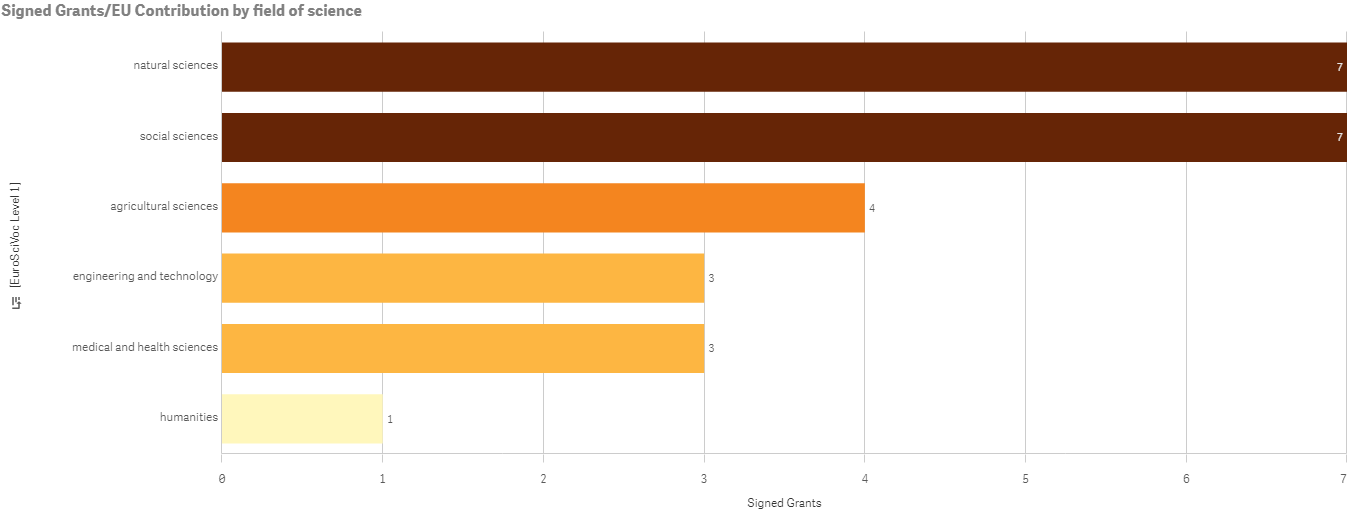 Signed Grants/EU Contribution by field of science
natural sciences
7
social sciences
7
agricultural sciences
4
engineering and technology
3
medical and health sciences
3
humanities
1
[EuroSciVoc Level 1]
0 1 2 3 4 5 6 7
Signed Grants